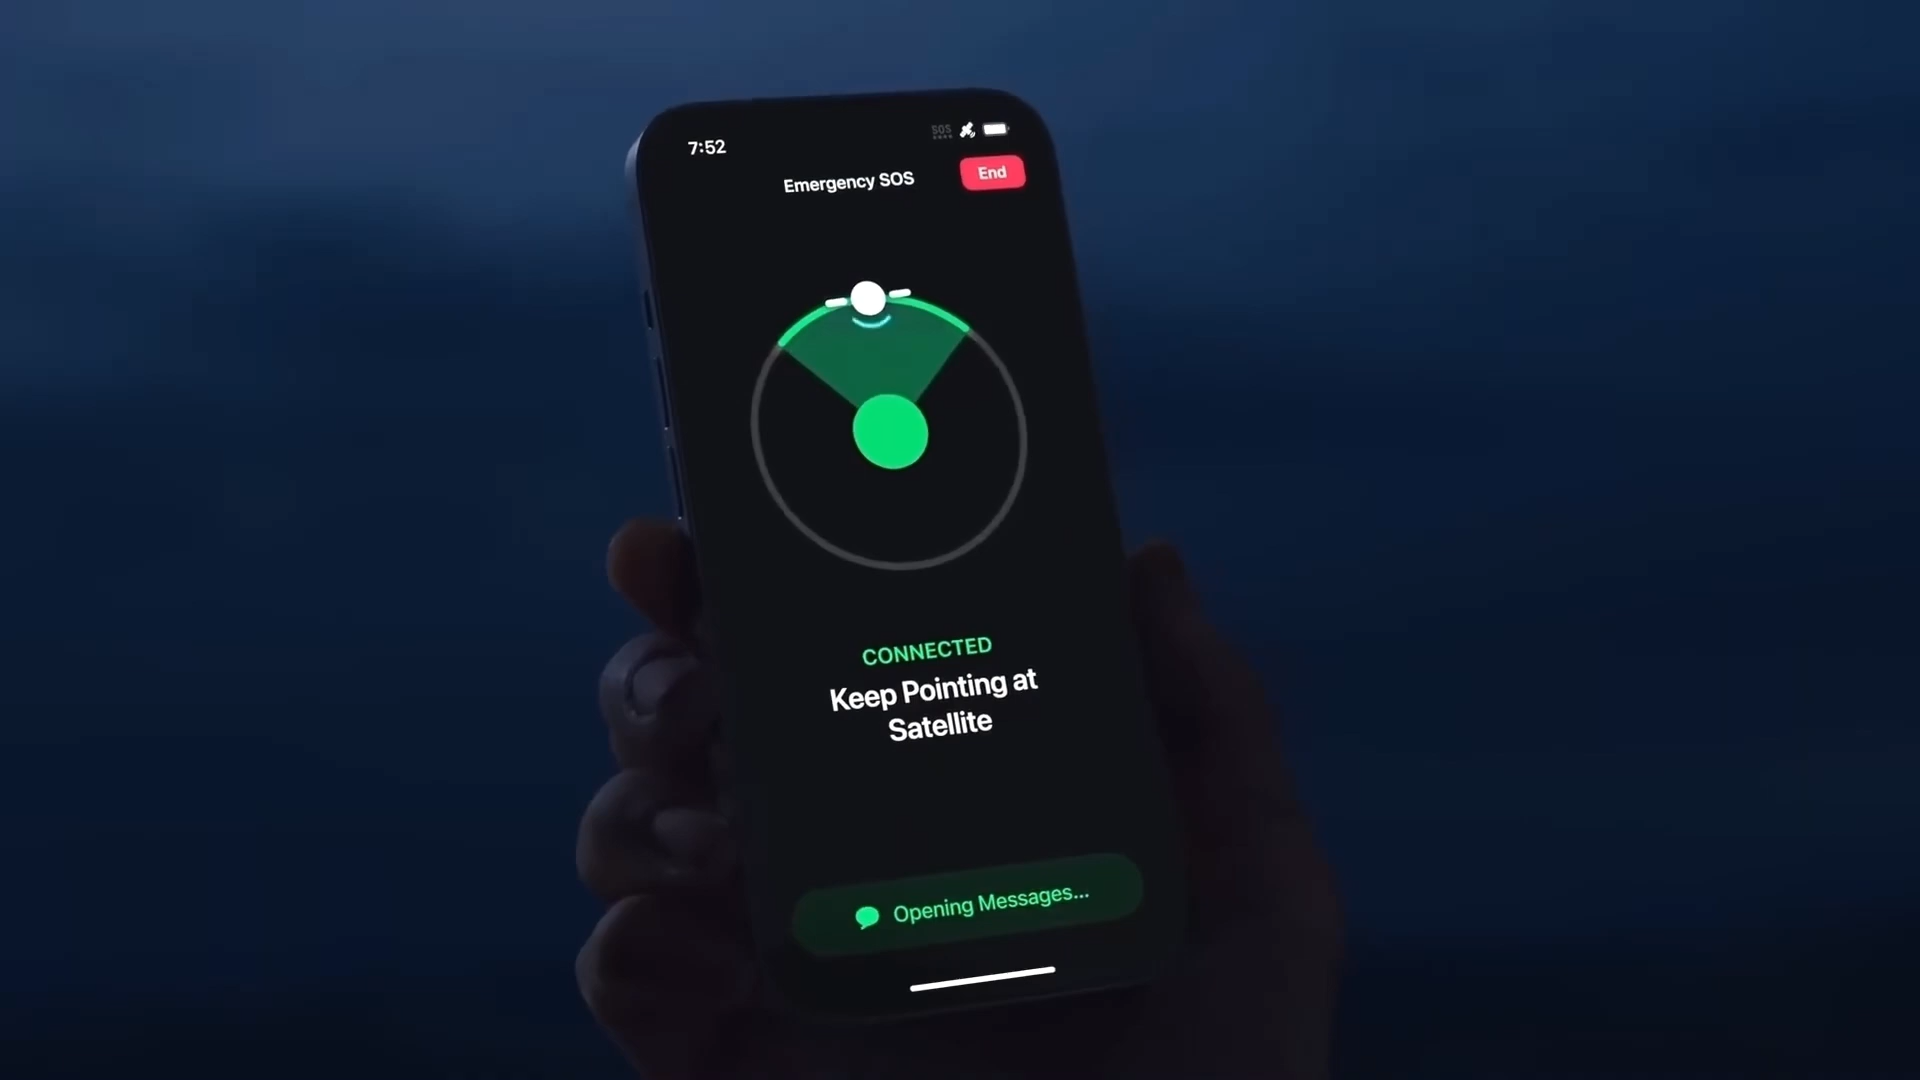 7:52
SOS
Emergency SOS
End
CONNECTED
Keep Pointing at
Satellite
Opening Messages...